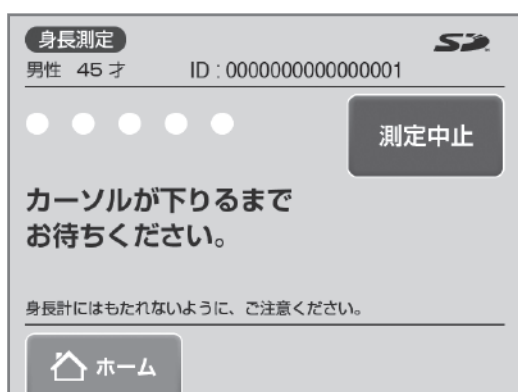 身長測定
SD
男性 45才 ID : 0000000000000001
測定中止
カーソルが下りるまで
お待ちください。
身長計にはもたれないように、ご注意ください。
ホーム